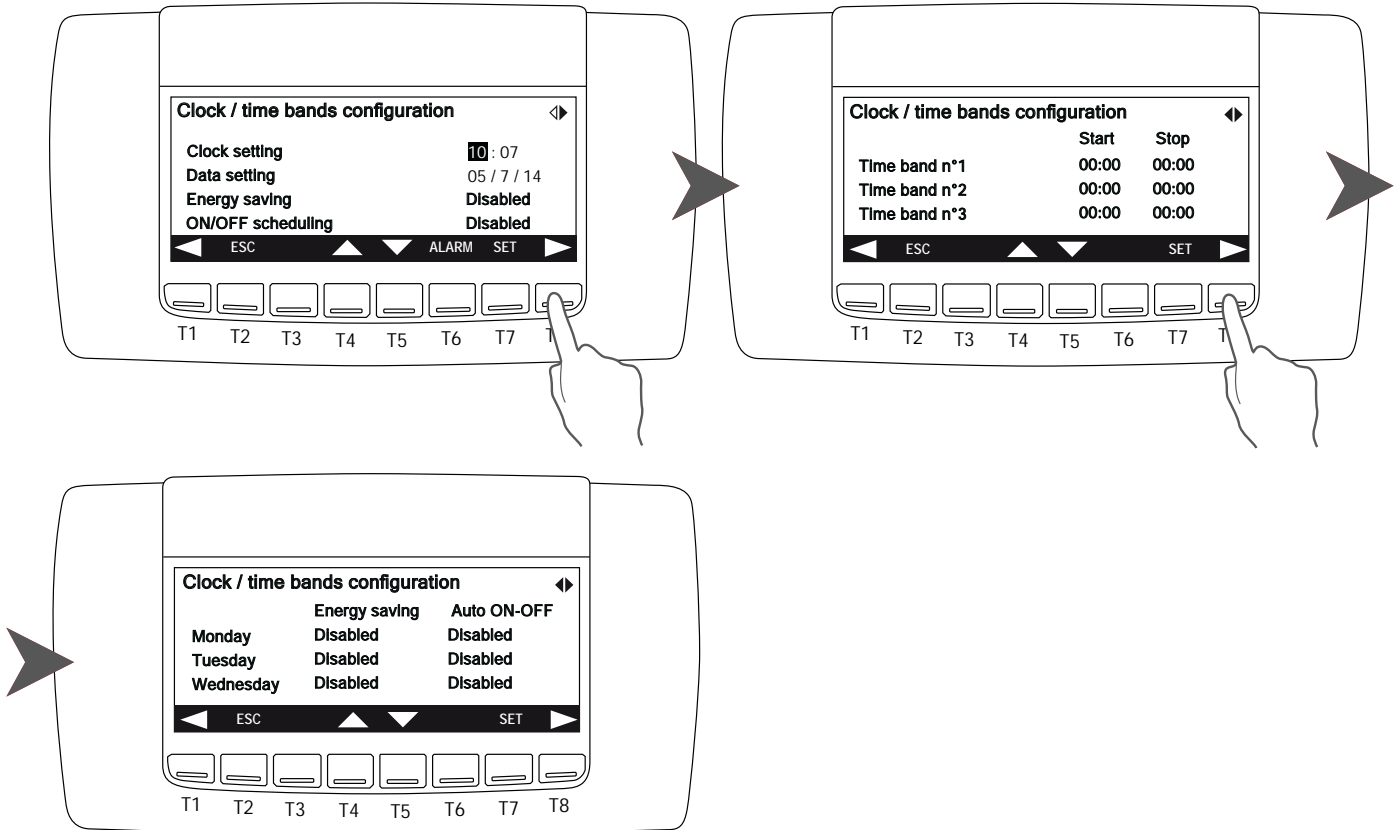 Clock / time bands configuration
Clock setting 10 : 07
Data setting 05 / 7 / 14
Energy saving Disabled
ON/OFF scheduling Disabled
ESC ALARM SET
T1 T2 T3 T4 T5 T6 T7 T
Clock / time bands configuration
Start Stop
Time band n°1 00:00 00:00
Time band n°2 00:00 00:00
Time band n°3 00:00 00:00
ESC SET
T1 T2 T3 T4 T5 T6 T7 T
Clock / time bands configuration
Energy saving Auto ON-OFF
Monday Disabled Disabled
Tuesday Disabled Disabled
Wednesday Disabled Disabled
ESC SET
T1 T2 T3 T4 T5 T6 T7 T8